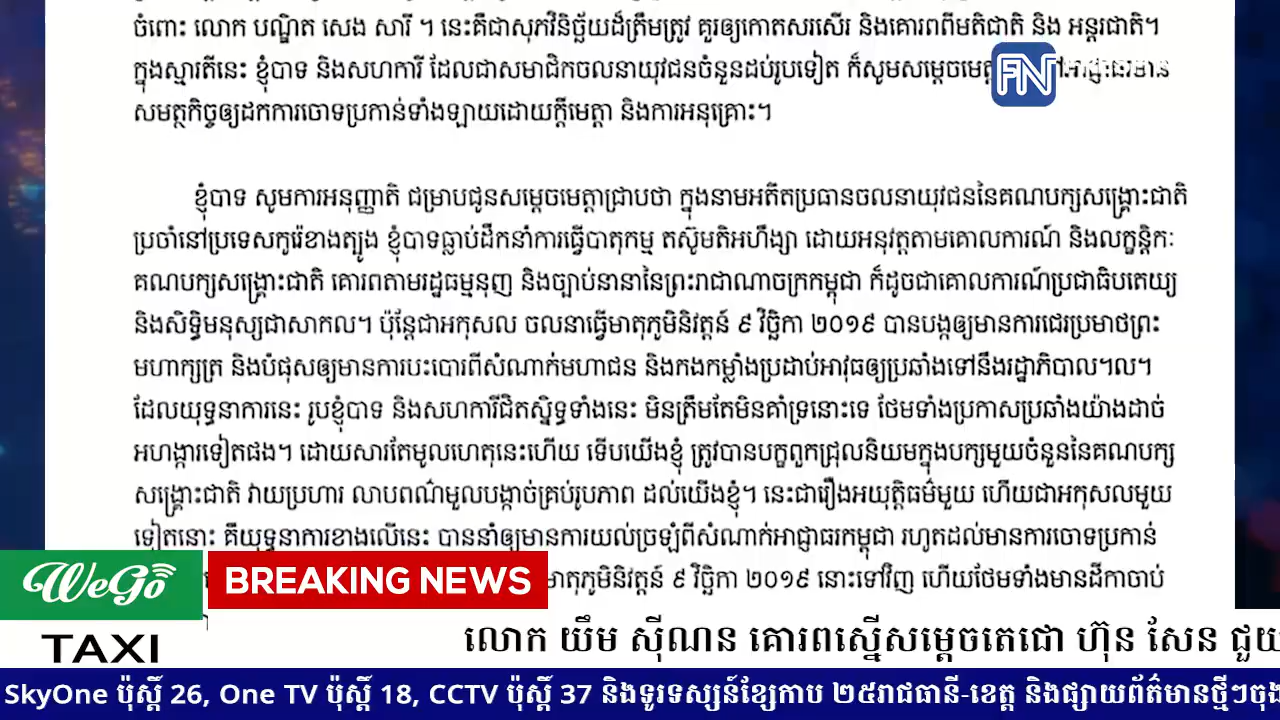 ចំពោះ លោក បណ្ឌិត សេង សារី ។ នេះគឺជាសុភវិនិច្ឆ័យដ៏ត្រឹមត្រូវ គួរឲ្យកោតសរសើរ និងគោរពពីមតិជាតិ និង អន្តរជាតិ។
ក្នុងស្មារតីនេះ ខ្ញុំបាទ និងសហការី ដែលជាសមាជិកចលនាយុវជនចំនួនដប់រូបទៀត ក៏សូមសម្ដេចមេត្តា
FN
សមត្ថកិច្ចឲ្យដកការចោទប្រកាន់ទាំងឡាយដោយក្ដីមេត្តា និងការអនុគ្រោះ។
ខ្ញុំបាទ សូមការអនុញ្ញាតិ ជម្រាបជូនសម្ដេចមេត្តាជ្រាបថា ក្នុងនាមអតីតប្រធានចលនាយុវជននៃគណបក្សសង្គ្រោះជាតិ
ប្រចាំនៅប្រទេសកូរ៉េខាងត្បូង ខ្ញុំបាទធ្លាប់ដឹកនាំការធ្វើបាតុកម្ម តស៊ូមតិអហឹង្សា ដោយអនុវត្តតាមគោលការណ៍ និងលក្ខន្តិកៈ
គណបក្សសង្គ្រោះជាតិ គោរពតាមរដ្ឋធម្មនុញ និងច្បាប់នានានៃព្រះរាជាណាចក្រកម្ពុជា ក៏ដូចជាគោលការណ៍ប្រជាធិបតេយ្យ
និងសិទ្ធិមនុស្សជាសាកល។ ប៉ុន្តែជាអកុសល ចលនាធ្វើមាតុភូមិនិវត្តន៍ ៩ វិច្ឆិកា ២០១៩ បានបង្កឲ្យមានការជេរប្រមាថព្រះ
មហាក្សត្រ និងបំផុសឲ្យមានការបះបោរពីសំណាក់មហាជន និងកងកម្លាំងប្រដាប់អាវុធឲ្យប្រឆាំងទៅនឹងរដ្ឋាភិបាល។ល។
ដែលយុទ្ធនាការនេះ រូបខ្ញុំបាទ និងសហការីជិតស្និទ្ធទាំងនេះ មិនត្រឹមតែមិនគាំទ្រនោះទេ ថែមទាំងប្រកាសប្រឆាំងយ៉ាងដាច់
អហង្ការទៀតផង។ ដោយសារតែមូលហេតុនេះហើយ ទើបយើងខ្ញុំ ត្រូវបានបក្ខពួកជ្រុលនិយមក្នុងបក្សមួយចំនួននៃគណបក្ស
សង្គ្រោះជាតិ វាយប្រហារ លាបពណ៌មួលបង្កាច់គ្រប់រូបភាព ដល់យើងខ្ញុំ។ នេះជារឿងអយុត្តិធម៌មួយ ហើយជាអកុសលមួយ
ទៀតនោះ គឺយុទ្ធនាការខាងលើនេះ បាននាំឲ្យមានការយល់ច្រឡំពីសំណាក់អាជ្ញាធរកម្ពុជា រហូតដល់មានការចោទប្រកាន់
មាតុភូមិនិវត្តន៍ ៩ វិច្ឆិកា ២០១៩ នោះទៅវិញ ហើយថែមទាំងមានដីកាចាប់
WeGo
BREAKING NEWS
TAXI
លោក យឹម ស៊ីណន គោរពស្នើសម្ដេចតេជោ ហ៊ុន សែន ជួយ
SkyOne ប៉ុស្តិ៍ 26, One TV ប៉ុស្តិ៍ 18, CCTV ប៉ុស្តិ៍ 37 និងទូរទស្សន៍ខ្សែកាប ២៥រាជធានី-ខេត្ត និងផ្សាយព័ត៌មានថ្មីៗចុង